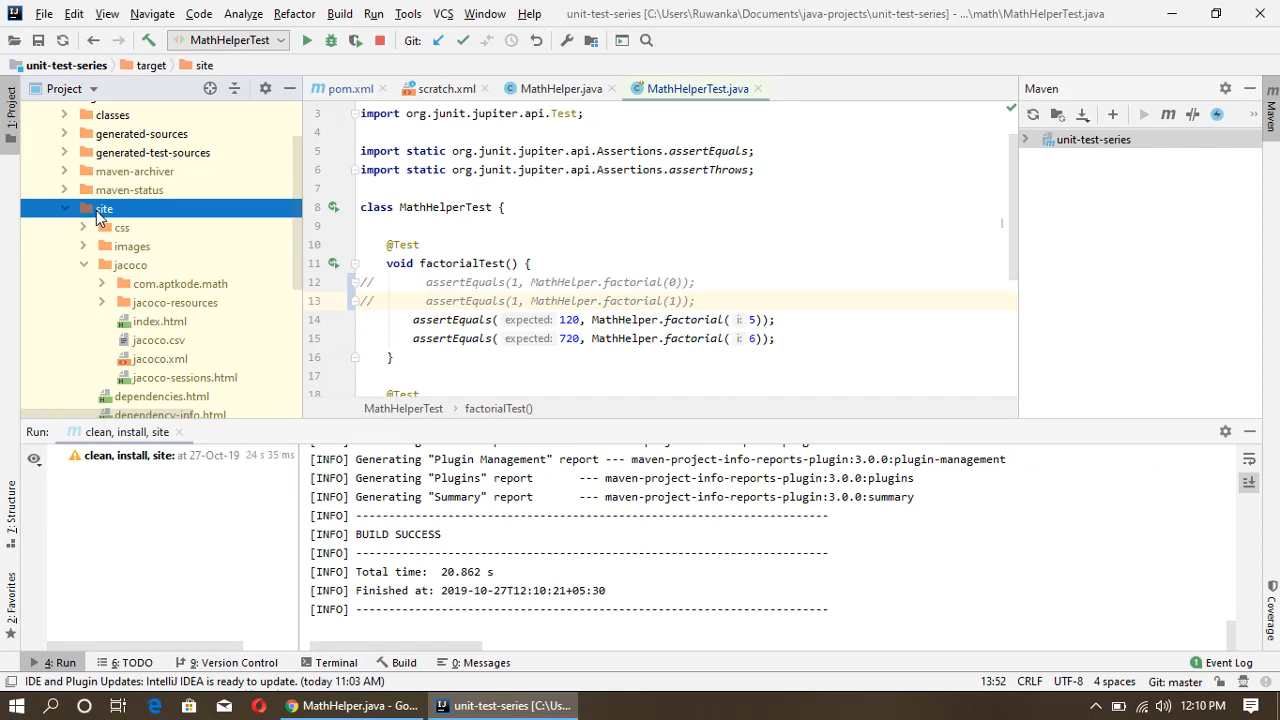 File Edit View Navigate Code Analyze Refactor Build Run Tools VCS Window Help unit-test-series [C:\Users\Ruwanka\Documents\java-projects\unit-test-series] - ...\math\MathHelperTest.java
MathHelperTest Git:
unit-test-series target site
Project pom.xml scratch.xml MathHelper.java MathHelperTest.java Maven
1: Project
classes
generated-sources
generated-test-sources
maven-archiver
maven-status
site
css
images
jacoco
com.aptkode.math
jacoco-resources
index.html
jacoco.csv
jacoco.xml
jacoco-sessions.html
dependencies.html
dependency-info.html
3 import org.junit.jupiter.api.Test;
5 import static org.junit.jupiter.api.Assertions.assertEquals;
6 import static org.junit.jupiter.api.Assertions.assertThrows;
7
8 class MathHelperTest {
9
10 @Test
11 void factorialTest() {
12 // assertEquals(1, MathHelper.factorial(0));
13 // assertEquals(1, MathHelper.factorial(1));
14 assertEquals( expected: 120, MathHelper.factorial( i: 5));
15 assertEquals( expected: 720, MathHelper.factorial( i: 6));
16 }
17
18 @Test
MathHelperTest factorialTest()
unit-test-series
Maven
Run: clean, install, site
clean, install, site: at 27-Oct-19 24 s 35 ms
[INFO] Generating "Plugin Management" report --- maven-project-info-reports-plugin:3.0.0:plugin-management
[INFO] Generating "Plugins" report --- maven-project-info-reports-plugin:3.0.0:plugins
[INFO] Generating "Summary" report --- maven-project-info-reports-plugin:3.0.0:summary
[INFO] ------------------------------------------------------------------------
[INFO] BUILD SUCCESS
[INFO] ------------------------------------------------------------------------
[INFO] Total time: 20.862 s
[INFO] Finished at: 2019-10-27T12:10:21+05:30
[INFO] ------------------------------------------------------------------------
7: Structure
2: Favorites
Coverage
4: Run 6: TODO 9: Version Control Terminal Build 0: Messages Event Log
IDE and Plugin Updates: IntelliJ IDEA is ready to update. (today 11:03 AM) 13:52 CRLF UTF-8 4 spaces Git: master
MathHelper.java - Go... unit-test-series [C:\Us... 12:10 PM